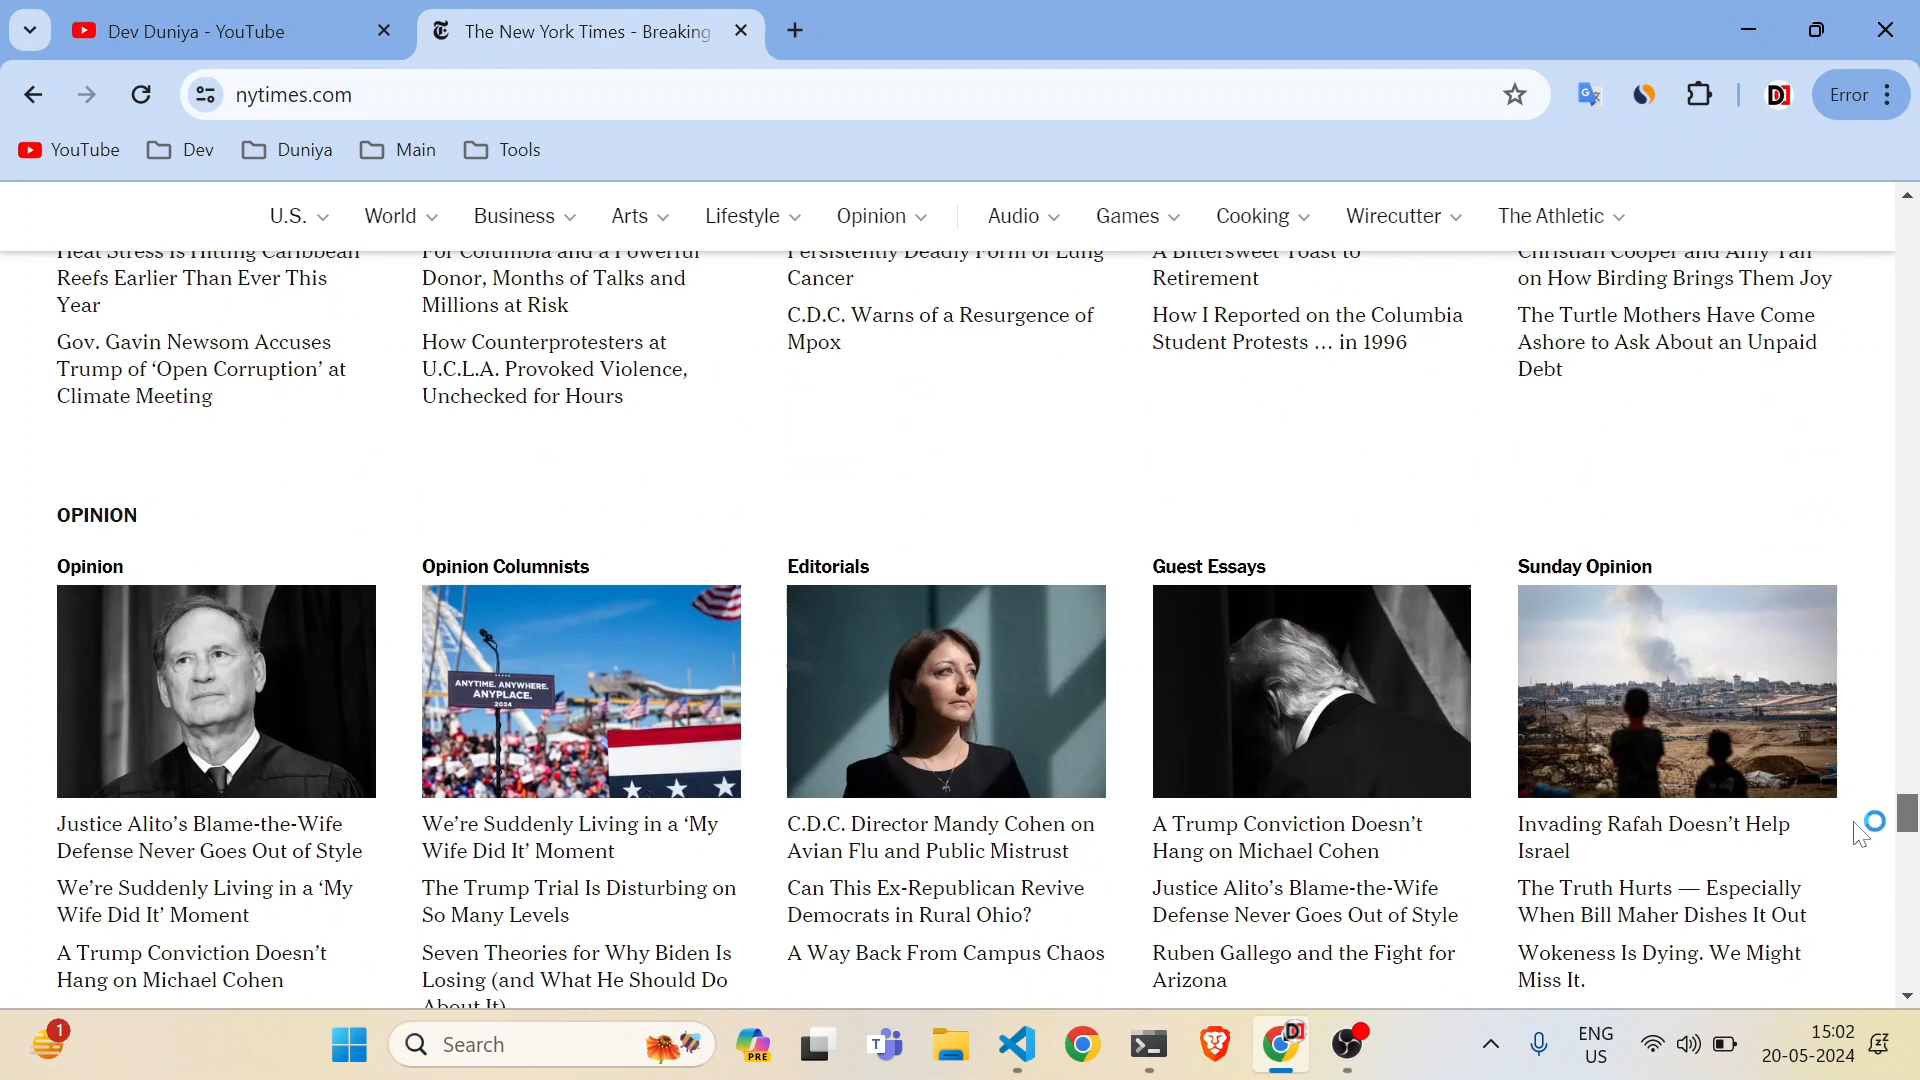 Dev Duniya - YouTube
The New York Times - Breaking
nytimes.com
Error
YouTube
Dev
Duniya
Main
Tools
U.S.
World
Business
Arts
Lifestyle
Opinion
Audio
Games
Cooking
Wirecutter
The Athletic
Heat Stress Is Hitting Caribbean
Reefs Earlier Than Ever This
Year
Gov. Gavin Newsom Accuses
Trump of ‘Open Corruption’ at
Climate Meeting
For Columbia and a Powerful
Donor, Months of Talks and
Millions at Risk
How Counterprotesters at
U.C.L.A. Provoked Violence,
Unchecked for Hours
Persistently Deadly Form of Lung
Cancer
C.D.C. Warns of a Resurgence of
Mpox
A Bittersweet Toast to
Retirement
How I Reported on the Columbia
Student Protests … in 1996
Christian Cooper and Amy Tan
on How Birding Brings Them Joy
The Turtle Mothers Have Come
Ashore to Ask About an Unpaid
Debt
OPINION
Opinion
Justice Alito’s Blame-the-Wife
Defense Never Goes Out of Style
We’re Suddenly Living in a ‘My
Wife Did It’ Moment
A Trump Conviction Doesn’t
Hang on Michael Cohen
Opinion Columnists
ANYTIME. ANYWHERE.
ANYPLACE.
2024
We’re Suddenly Living in a ‘My
Wife Did It’ Moment
The Trump Trial Is Disturbing on
So Many Levels
Seven Theories for Why Biden Is
Losing (and What He Should Do
About It)
Editorials
C.D.C. Director Mandy Cohen on
Avian Flu and Public Mistrust
Can This Ex-Republican Revive
Democrats in Rural Ohio?
A Way Back From Campus Chaos
Guest Essays
A Trump Conviction Doesn’t
Hang on Michael Cohen
Justice Alito’s Blame-the-Wife
Defense Never Goes Out of Style
Ruben Gallego and the Fight for
Arizona
Sunday Opinion
Invading Rafah Doesn’t Help
Israel
The Truth Hurts — Especially
When Bill Maher Dishes It Out
Wokeness Is Dying. We Might
Miss It.
1
Search
PRE
ENG
US
15:02
20-05-2024